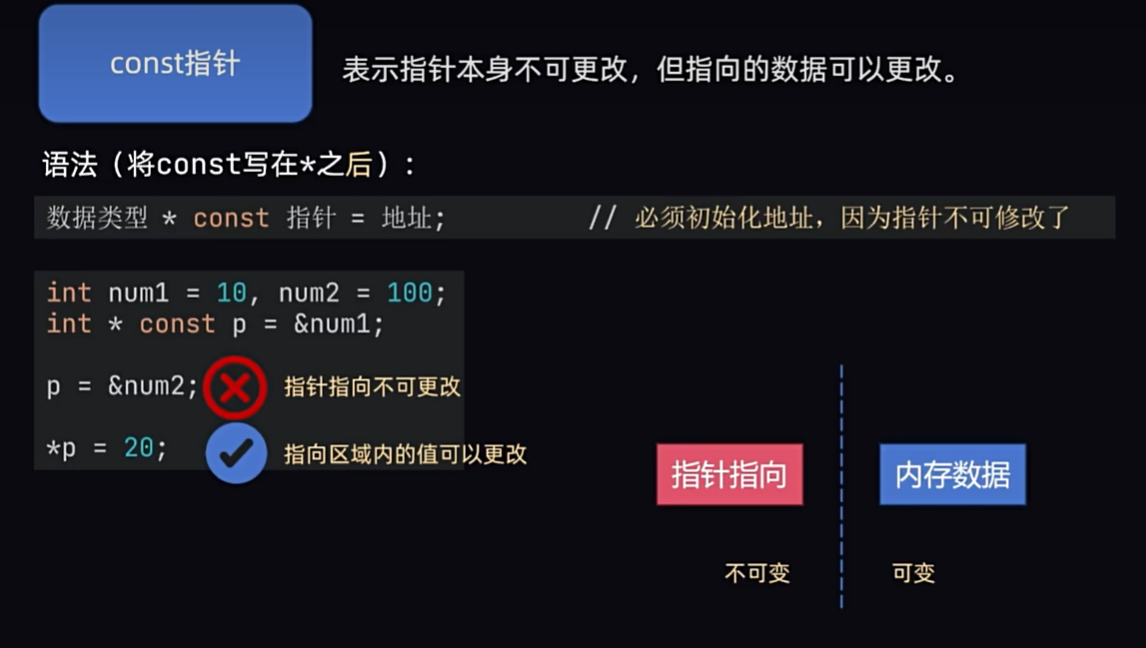 const指针
表示指针本身不可更改，但指向的数据可以更改。
语法（将const写在*之后）：
数据类型 * const 指针 = 地址;          // 必须初始化地址，因为指针不可修改了
int num1 = 10, num2 = 100;
int * const p = &num1;
p = &num2; 指针指向不可更改
*p = 20; 指向区域内的值可以更改
指针指向 内存数据
不可变 可变